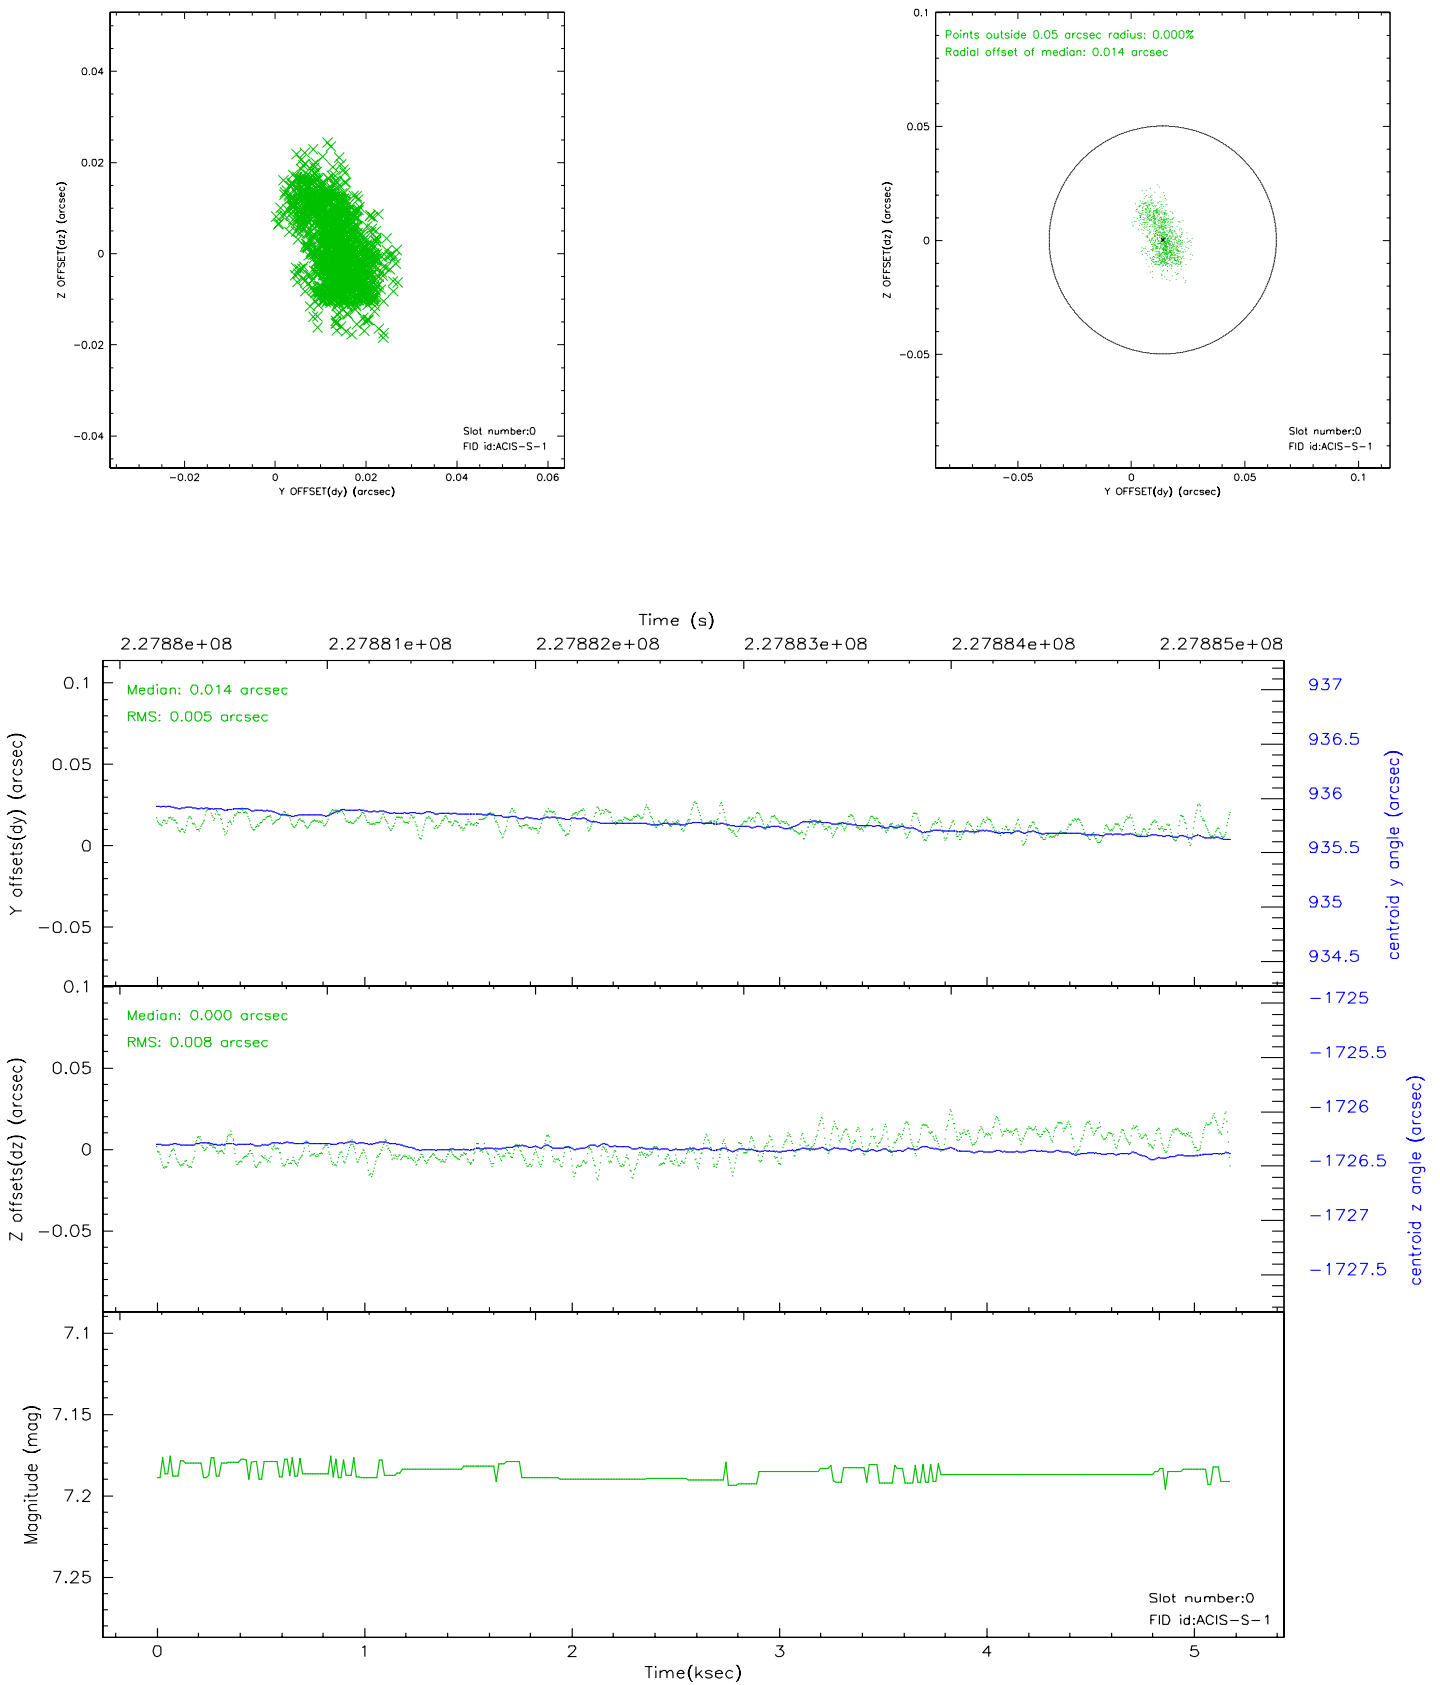 0.04
0.02
0
−0.02
−0.04
Z OFFSET(dz) (arcsec)
Slot number:0
FID id:ACIS−S−1
−0.02
0
0.02
0.04
0.06
Y OFFSET(dy) (arcsec)
0.1
0.05
0
−0.05
Z OFFSET(dz) (arcsec)
Points outside 0.05 arcsec radius: 0.000%
Radial offset of median: 0.014 arcsec
Slot number:0
FID id:ACIS−S−1
−0.05
0
0.05
0.1
Y OFFSET(dy) (arcsec)
Time (s)
2.2788e+08
2.27881e+08
2.27882e+08
2.27883e+08
2.27884e+08
2.27885e+08
0.1
0.05
0
−0.05
Y offsets(dy) (arcsec)
Median: 0.014 arcsec
RMS: 0.005 arcsec
937
936.5
936
935.5
935
934.5
centroid y angle (arcsec)
0.1
0.05
0
−0.05
Z offsets(dz) (arcsec)
Median: 0.000 arcsec
RMS: 0.008 arcsec
−1725
−1725.5
−1726
−1726.5
−1727
−1727.5
centroid z angle (arcsec)
7.1
7.15
7.2
7.25
Magnitude (mag)
Slot number:0
FID id:ACIS−S−1
0
1
2
3
4
5
Time(ksec)